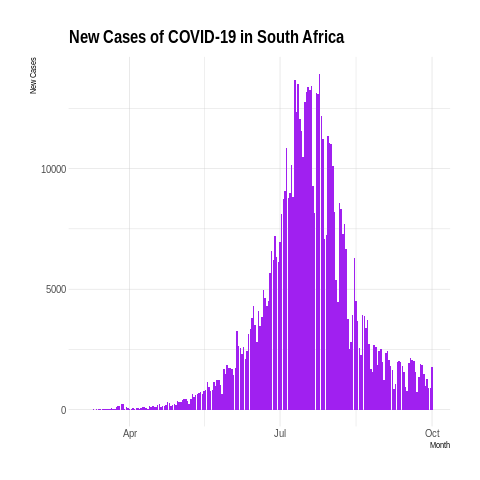 New Cases of COVID-19 in South Africa
New Cases
10000
5000
0
Apr
Jul
Oct
Month